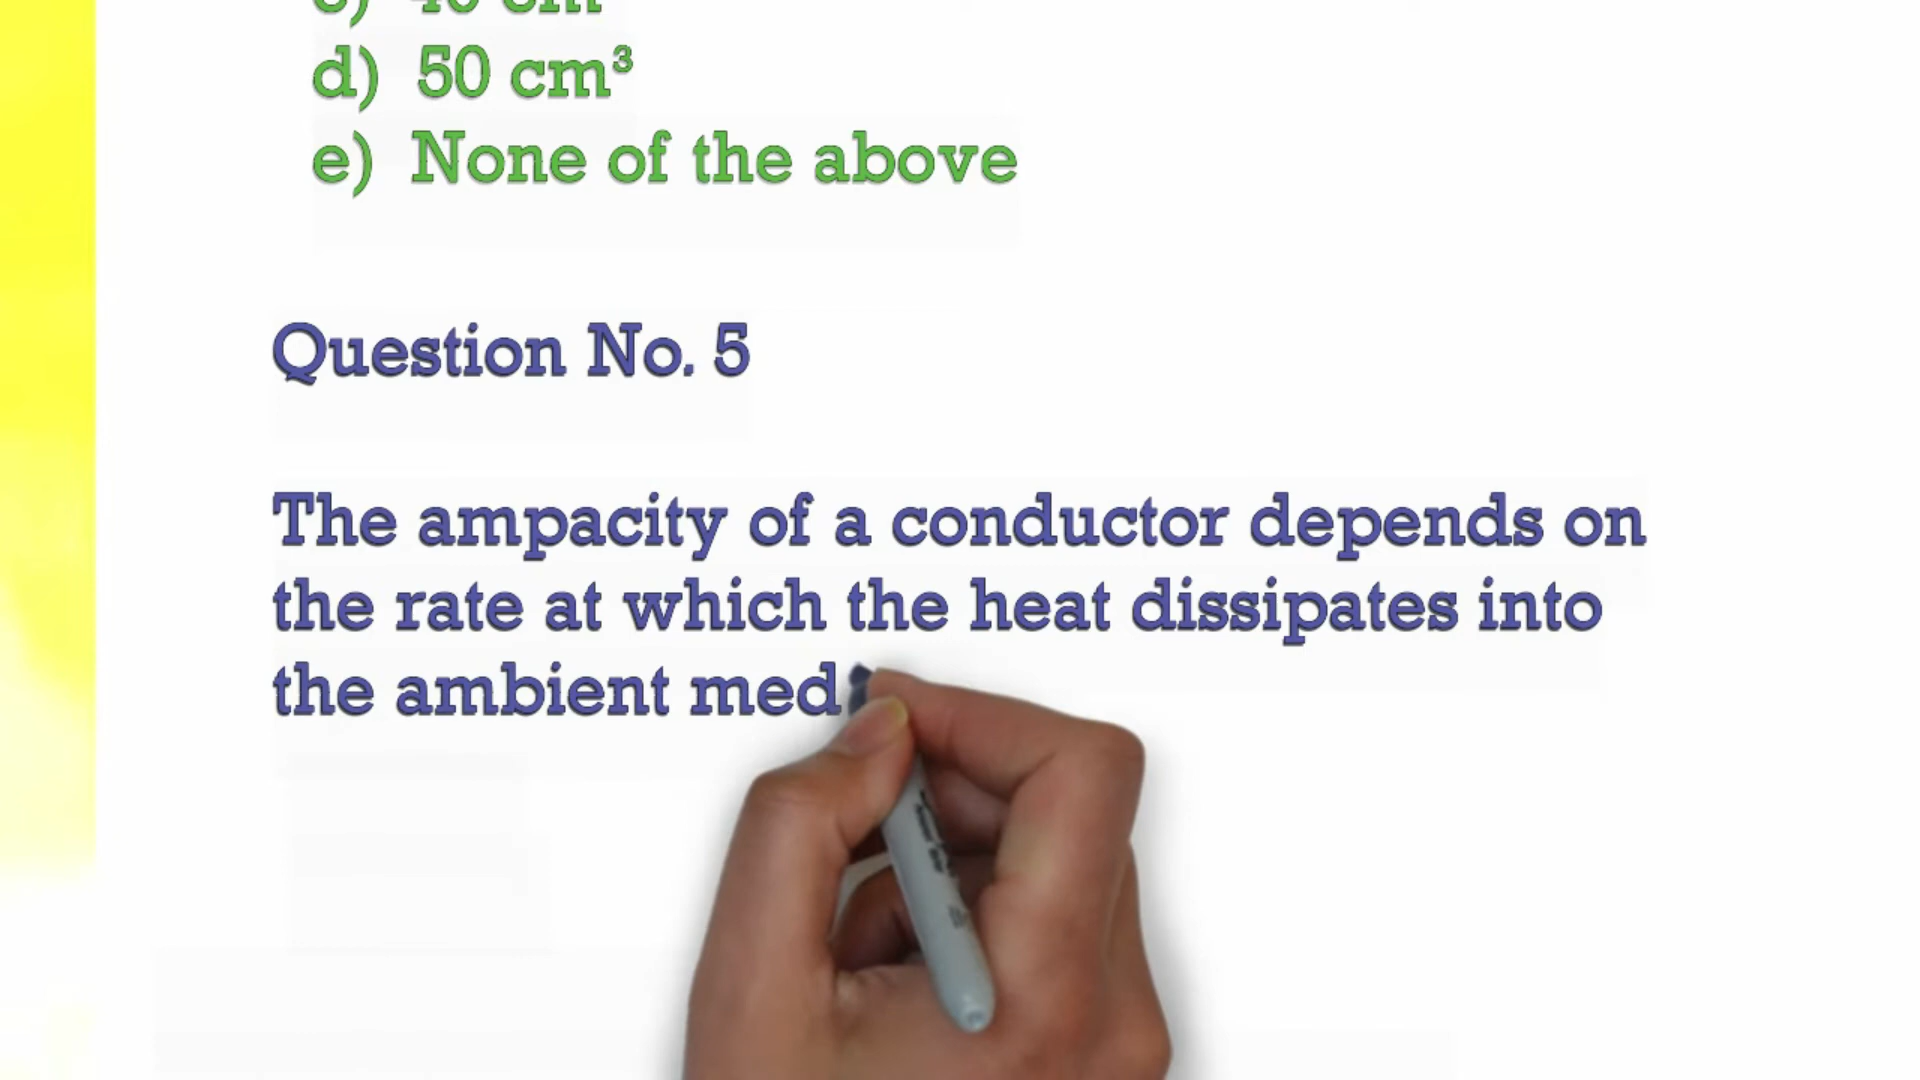 d) 50 cm³
e) None of the above
Question No. 5
The ampacity of a conductor depends on
the rate at which the heat dissipates into
the ambient med